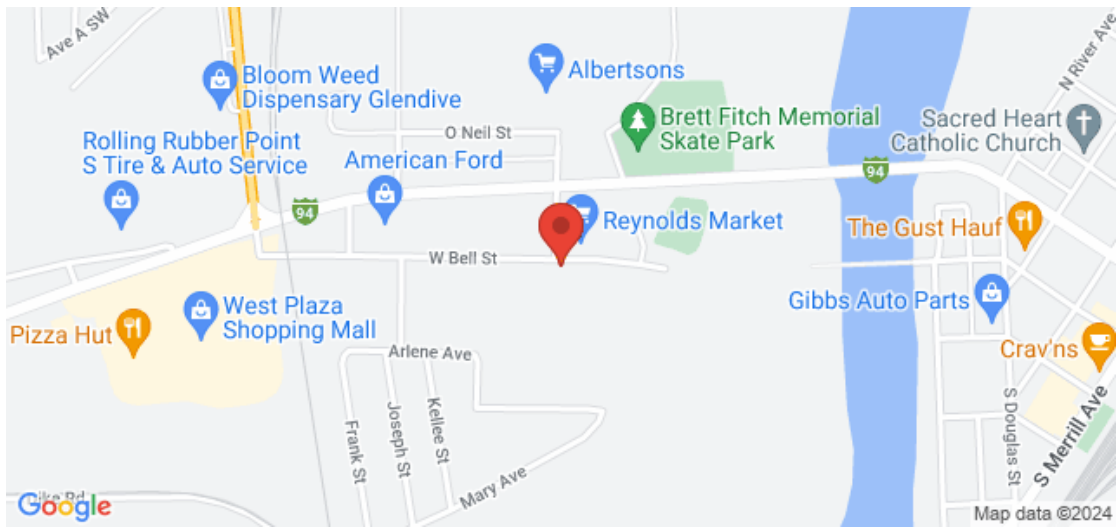 Ave A SW
Bloom Weed
Dispensary Glendive
Albertsons
N River Ave
O Neil St
Brett Fitch Memorial
Skate Park
Sacred Heart
Catholic Church
Rolling Rubber Point
S Tire & Auto Service
American Ford
94
94
Reynolds Market
The Gust Hauf
W Bell St
Gibbs Auto Parts
West Plaza
Shopping Mall
Pizza Hut
Arlene Ave
Crav'ns
Frank St
Joseph St
Kellee St
Mary Ave
S Douglas St
S Merrill Ave
Google
Map data ©2024